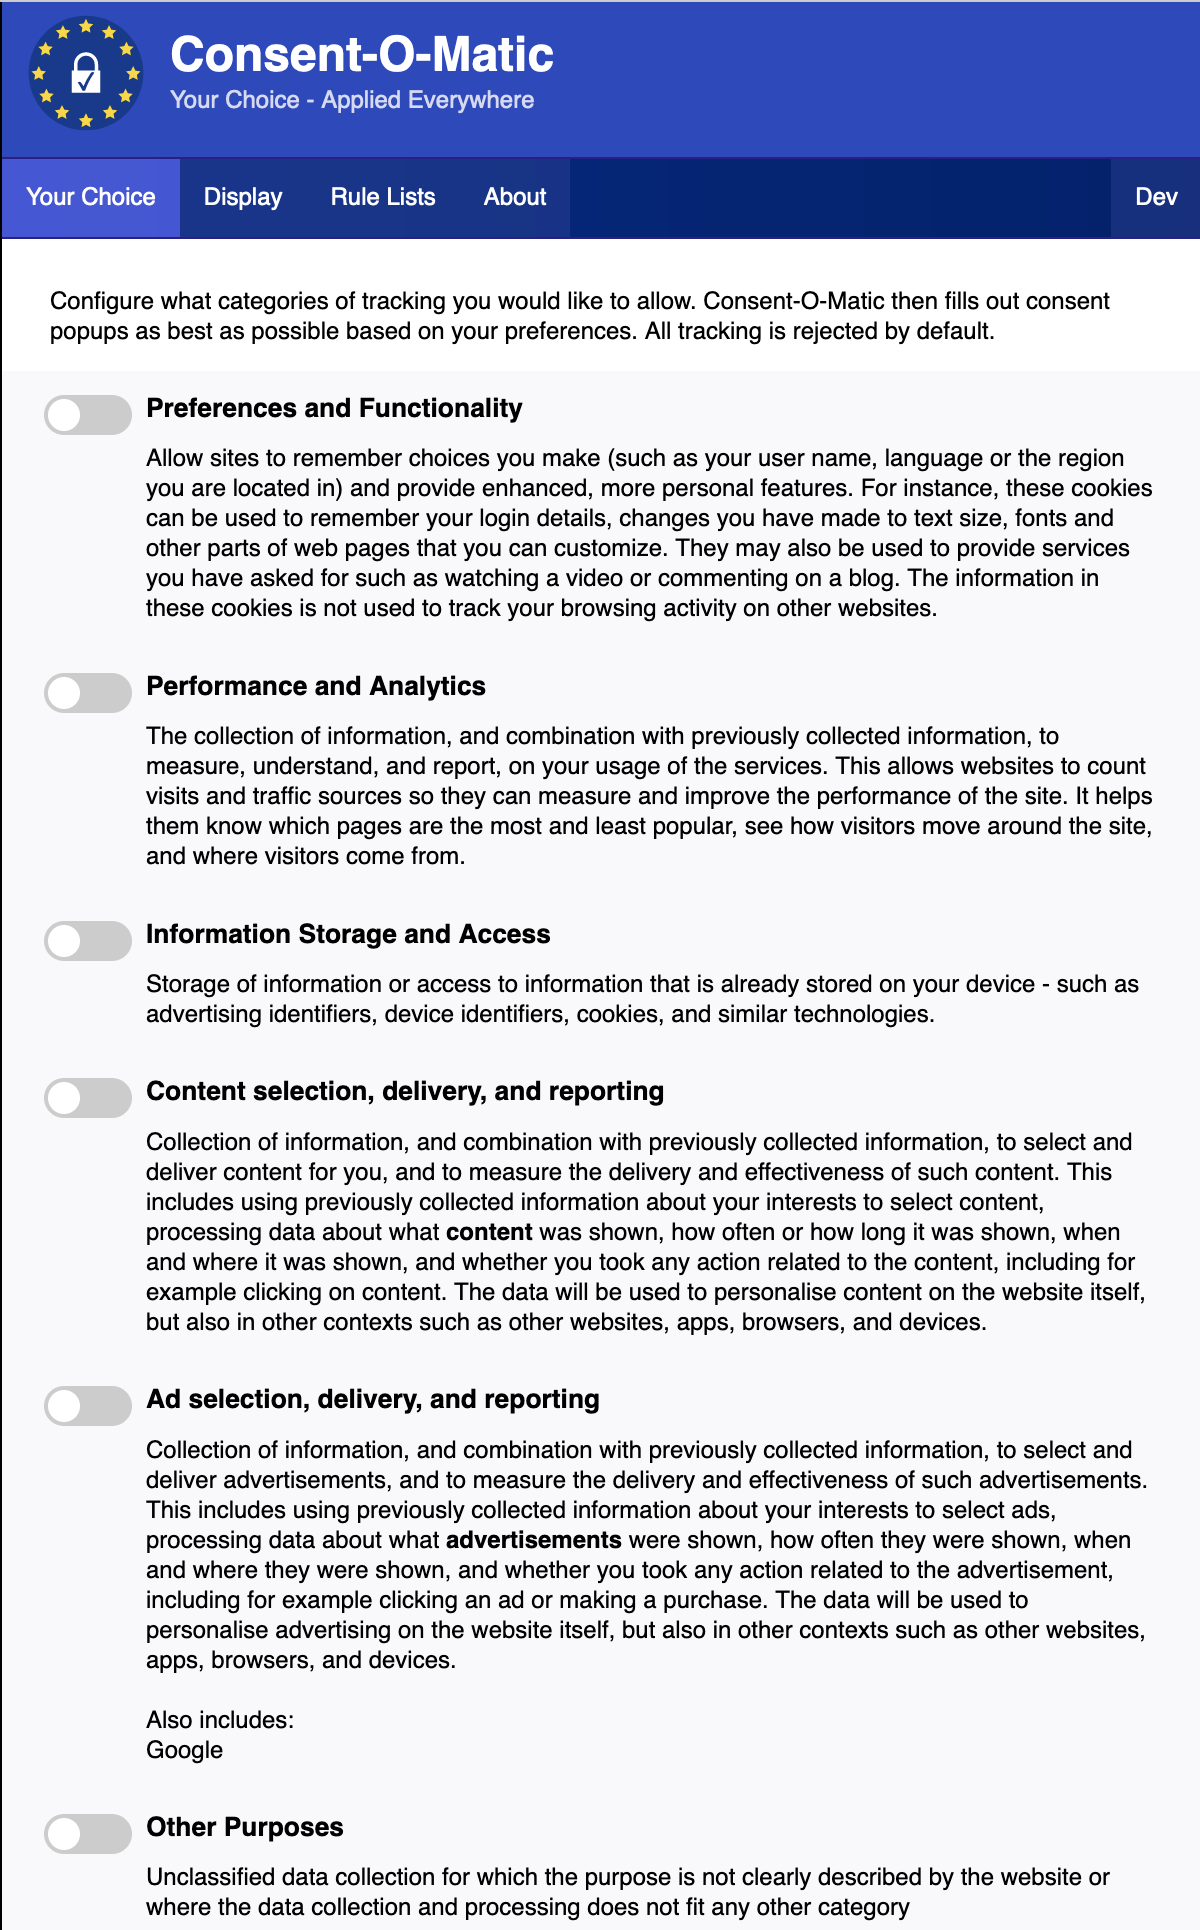 Consent-O-Matic
Your Choice - Applied Everywhere
Your Choice
Display
Rule Lists
About
Dev
Configure what categories of tracking you would like to allow. Consent-O-Matic then fills out consent
popups as best as possible based on your preferences. All tracking is rejected by default.
Preferences and Functionality
Allow sites to remember choices you make (such as your user name, language or the region
you are located in) and provide enhanced, more personal features. For instance, these cookies
can be used to remember your login details, changes you have made to text size, fonts and
other parts of web pages that you can customize. They may also be used to provide services
you have asked for such as watching a video or commenting on a blog. The information in
these cookies is not used to track your browsing activity on other websites.
Performance and Analytics
The collection of information, and combination with previously collected information, to
measure, understand, and report, on your usage of the services. This allows websites to count
visits and traffic sources so they can measure and improve the performance of the site. It helps
them know which pages are the most and least popular, see how visitors move around the site,
and where visitors come from.
Information Storage and Access
Storage of information or access to information that is already stored on your device - such as
advertising identifiers, device identifiers, cookies, and similar technologies.
Content selection, delivery, and reporting
Collection of information, and combination with previously collected information, to select and
deliver content for you, and to measure the delivery and effectiveness of such content. This
includes using previously collected information about your interests to select content,
processing data about what content was shown, how often or how long it was shown, when
and where it was shown, and whether you took any action related to the content, including for
example clicking on content. The data will be used to personalise content on the website itself,
but also in other contexts such as other websites, apps, browsers, and devices.
Ad selection, delivery, and reporting
Collection of information, and combination with previously collected information, to select and
deliver advertisements, and to measure the delivery and effectiveness of such advertisements.
This includes using previously collected information about your interests to select ads,
processing data about what advertisements were shown, how often they were shown, when
and where they were shown, and whether you took any action related to the advertisement,
including for example clicking an ad or making a purchase. The data will be used to
personalise advertising on the website itself, but also in other contexts such as other websites,
apps, browsers, and devices.
Also includes:
Google
Other Purposes
Unclassified data collection for which the purpose is not clearly described by the website or
where the data collection and processing does not fit any other category